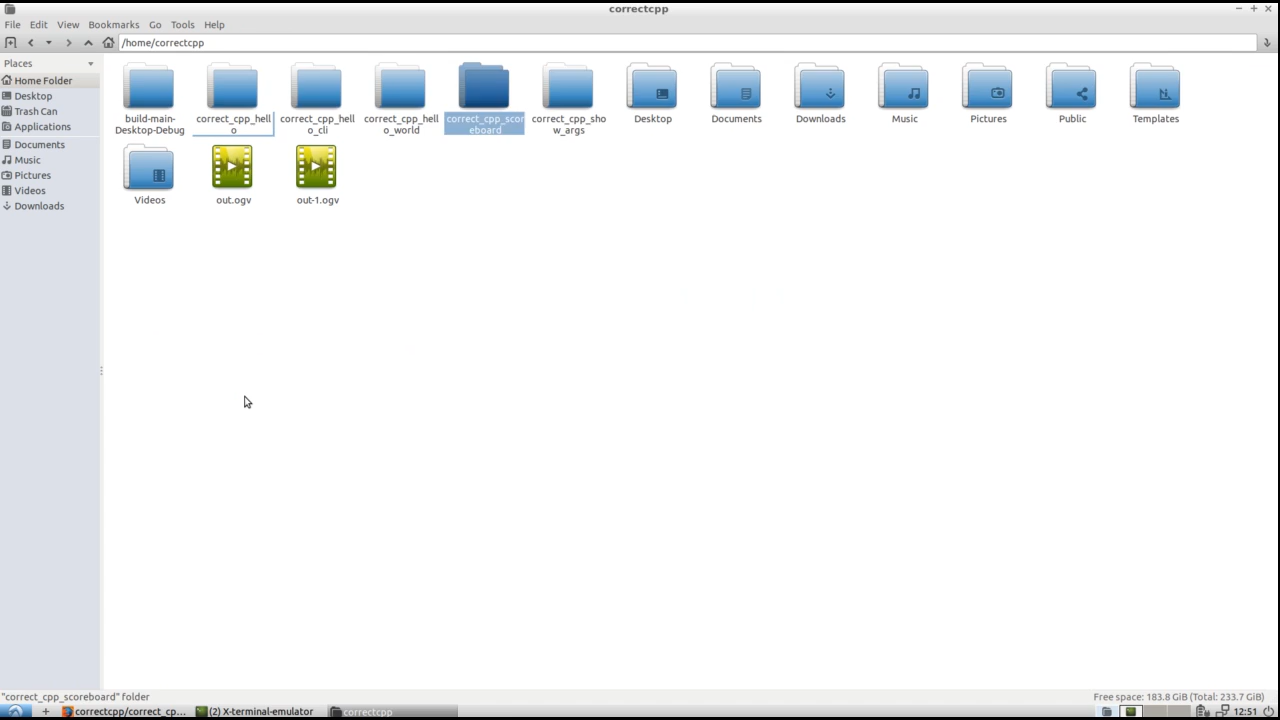 correctcpp
File Edit View Bookmarks Go Tools Help
/home/correctcpp
Places
Home Folder
Desktop
Trash Can
Applications
Documents
Music
Pictures
Videos
Downloads
build-main-
Desktop-Debug
correct_cpp_hell
o
correct_cpp_hell
o_cli
correct_cpp_hell
o_world
correct_cpp_scor
eboard
correct_cpp_sho
w_args
Desktop
Documents
Downloads
Music
Pictures
Public
Templates
Videos
out.ogv
out-1.ogv
"correct_cpp_scoreboard" folder
Free space: 183.8 GiB (Total: 233.7 GiB)
correctcpp/correct_cp...
(2) X-terminal-emulator
correctcpp
12:51